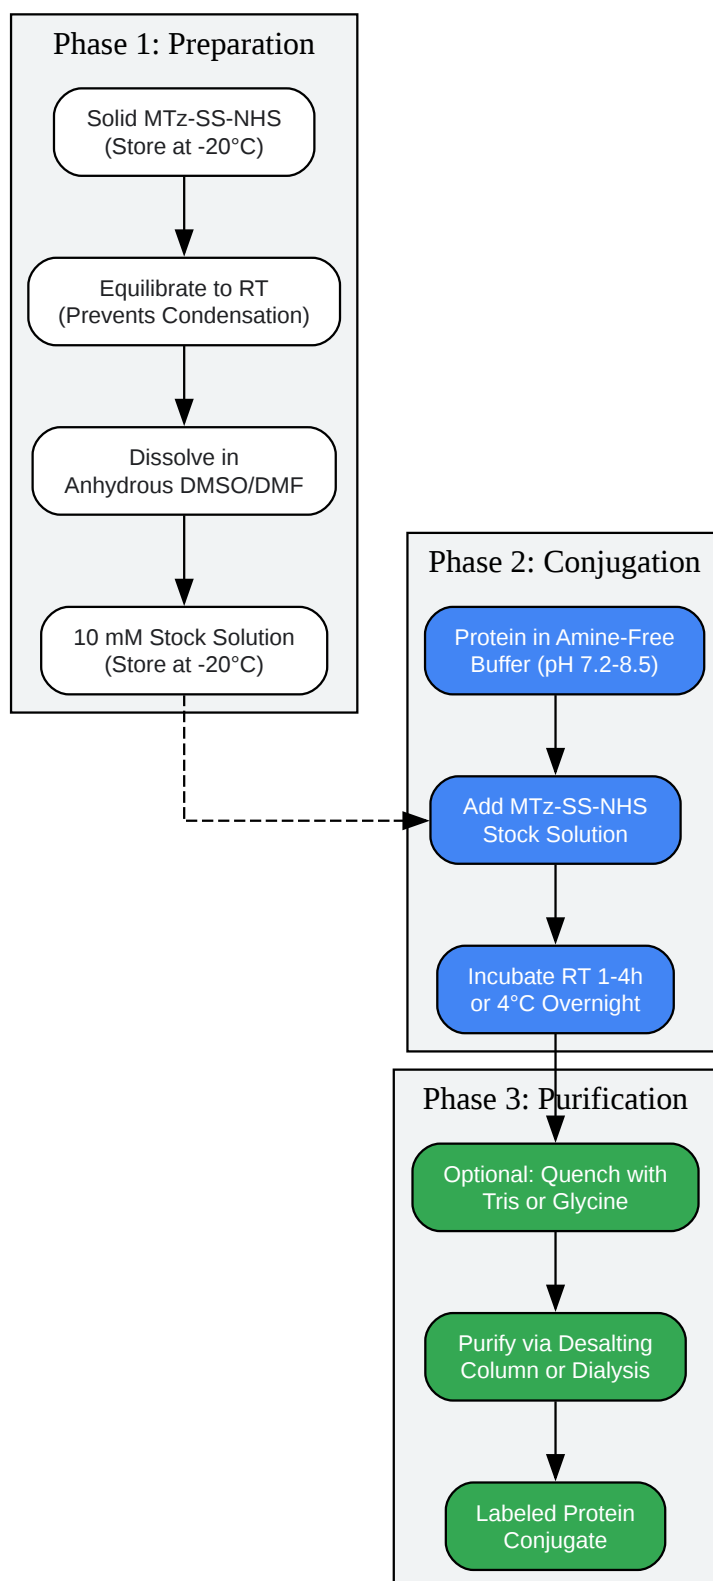 Phase 1: Preparation
Solid MTz-SS-NHS
(Store at -20°C)
Equilibrate to RT
(Prevents Condensation)
Dissolve in
Anhydrous DMSO/DMF
10 mM Stock Solution
(Store at -20°C)
Phase 2: Conjugation
Protein in Amine-Free
Buffer (pH 7.2-8.5)
Add MTz-SS-NHS
Stock Solution
Incubate RT 1-4h
or 4°C Overnight
Phase 3: Purification
Optional: Quench with
Tris or Glycine
Purify via Desalting
Column or Dialysis
Labeled Protein
Conjugate